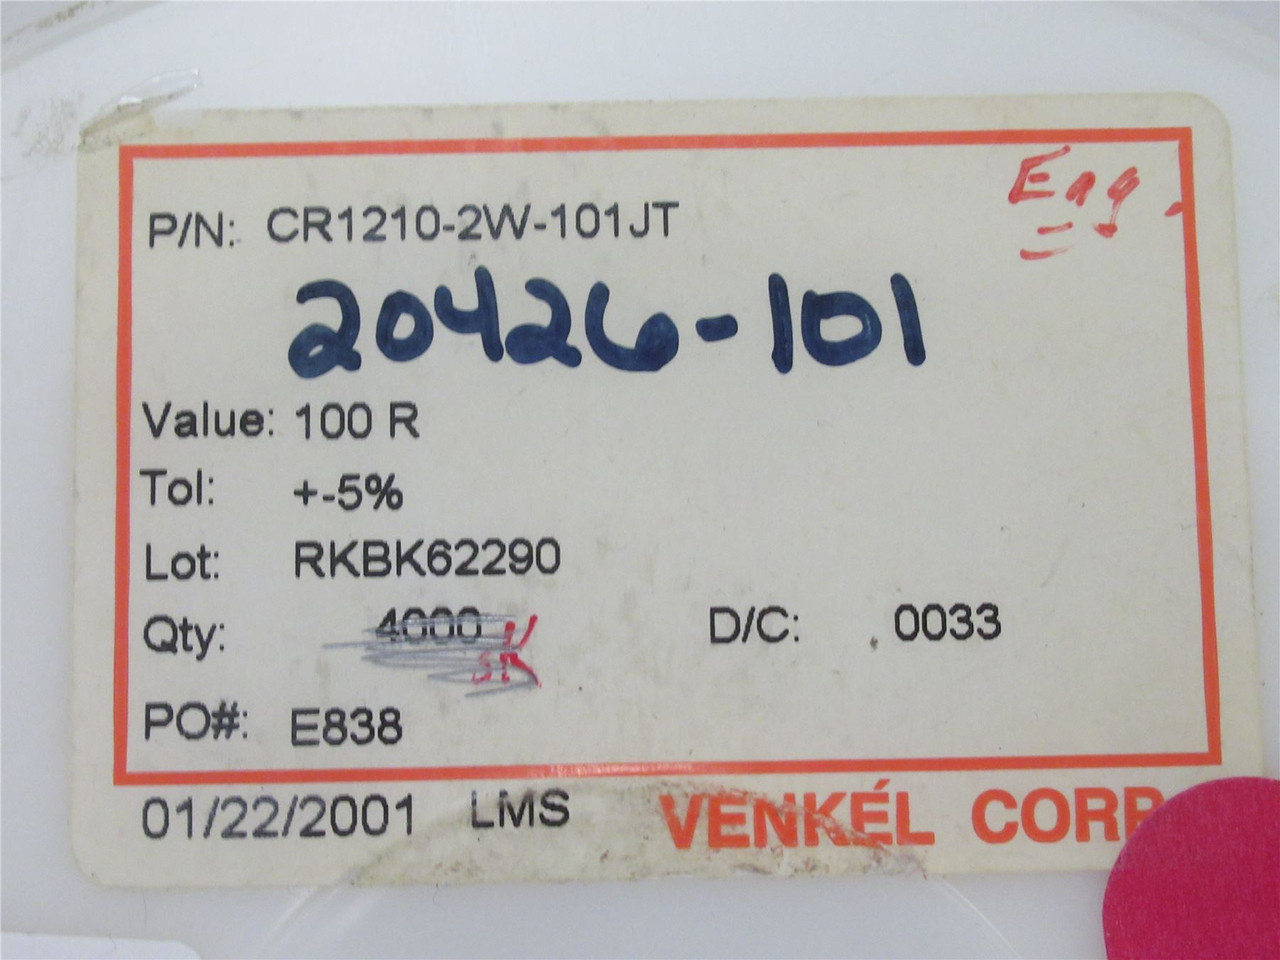 P/N: CR1210-2W-101JT
Eng.
20426-101
Value: 100 R
Tol: +-5%
Lot: RKBK62290
Qty: 4000
D/C: 0033
PO#: E838
01/22/2001 LMS VENKÉL CORP